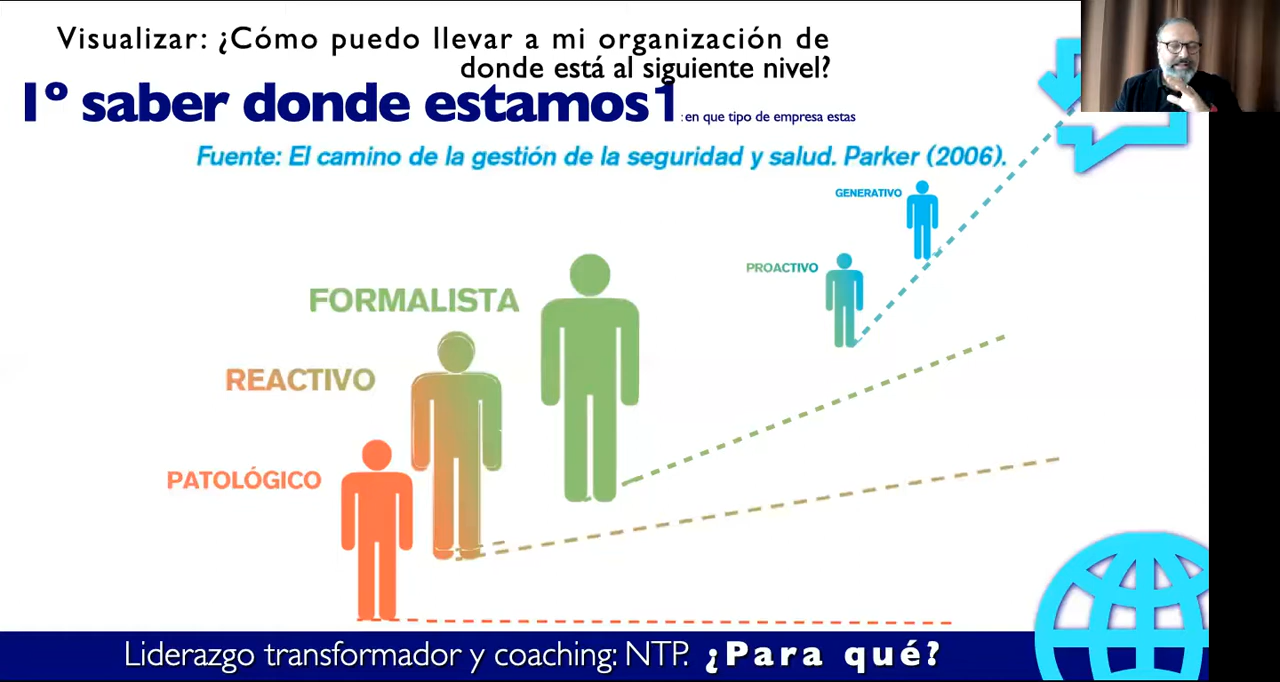 Visualizar: ¿Cómo puedo llevar a mi organización de
donde está al siguiente nivel?
1º saber donde estamos1 :en que tipo de empresa estas
Fuente: El camino de la gestión de la seguridad y salud. Parker (2006).
GENERATIVO
PROACTIVO
FORMALISTA
REACTIVO
PATOLÓGICO
Liderazgo transformador y coaching: NTP. ¿Para qué?